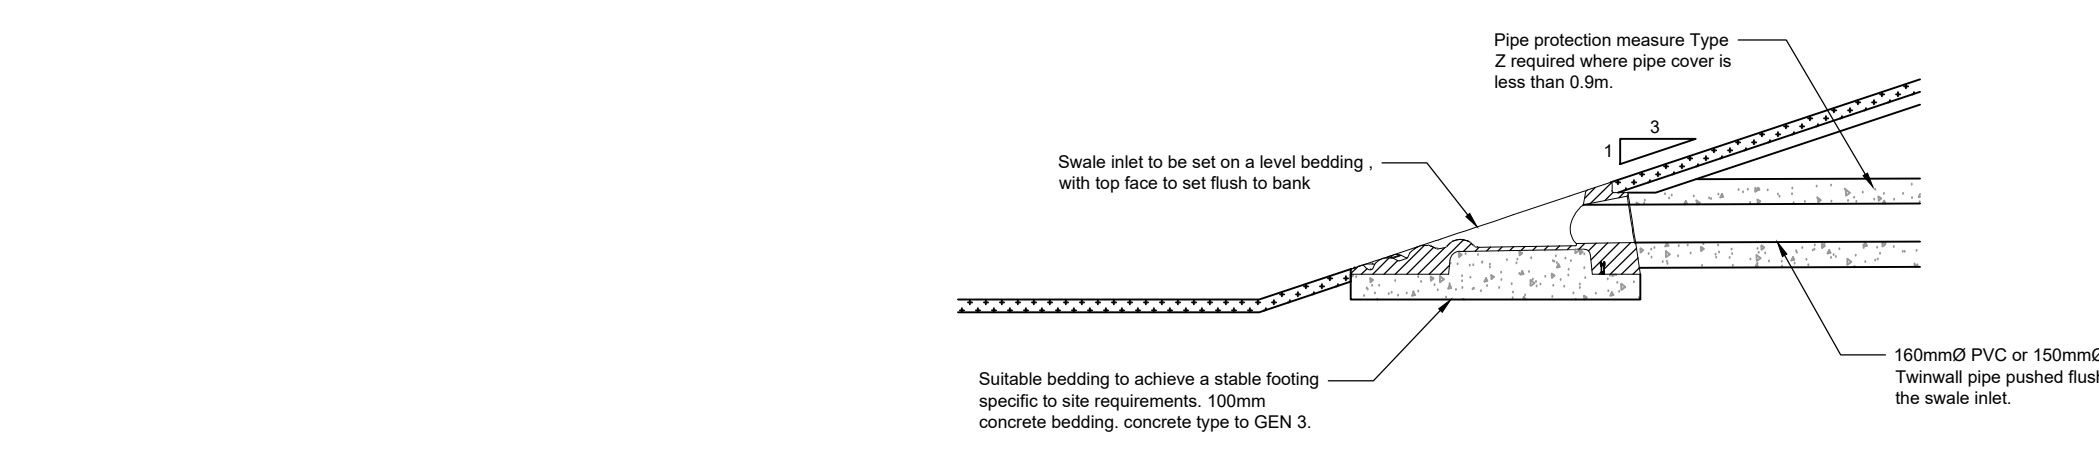 Pipe protection measure Type
Z required where pipe cover is
less than 0.9m.
3
1
Swale inlet to be set on a level bedding ,
with top face to set flush to bank
160mmØ PVC or 150mmØ
Twinwall pipe pushed flush
the swale inlet.
Suitable bedding to achieve a stable footing
specific to site requirements. 100mm
concrete bedding. concrete type to GEN 3.